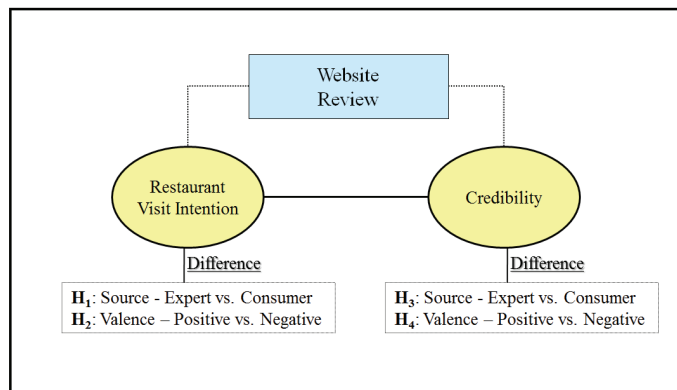 Website
Review
Restaurant
Visit Intention
Credibility
Difference
Difference
H₁: Source - Expert vs. Consumer
H₂: Valence – Positive vs. Negative
H₃: Source - Expert vs. Consumer
H₄: Valence – Positive vs. Negative